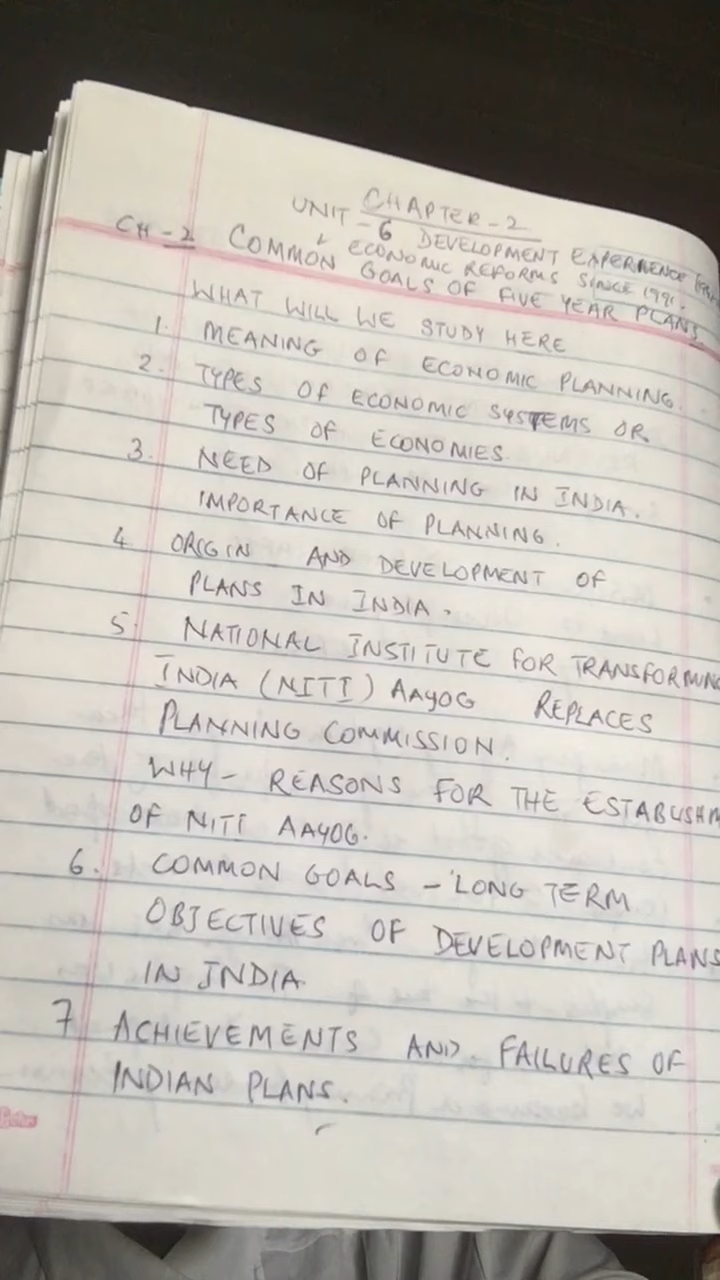 CHAPTER-2
UNIT-6 DEVELOPMENT EXPERIENCE
& ECONOMIC REFORMS SINCE 1991.
CH-2 COMMON GOALS OF FIVE YEAR PLANS
WHAT WILL WE STUDY HERE
1. MEANING OF ECONOMIC PLANNING.
2. TYPES OF ECONOMIC SYSTEMS OR
TYPES OF ECONOMIES
3. NEED OF PLANNING IN INDIA.
IMPORTANCE OF PLANNING.
4 ORIGIN AND DEVELOPMENT OF
PLANS IN INDIA.
5. NATIONAL INSTITUTE FOR TRANSFORMING
INDIA (NITI) AAYOG REPLACES
PLANNING COMMISSION.
WHY- REASONS FOR THE ESTABLISHM
OF NITI AAYOG.
6. COMMON GOALS - LONG TERM
OBJECTIVES OF DEVELOPMENT PLANS
IN INDIA
7 ACHIEVEMENTS AND FAILURES OF
INDIAN PLANS.